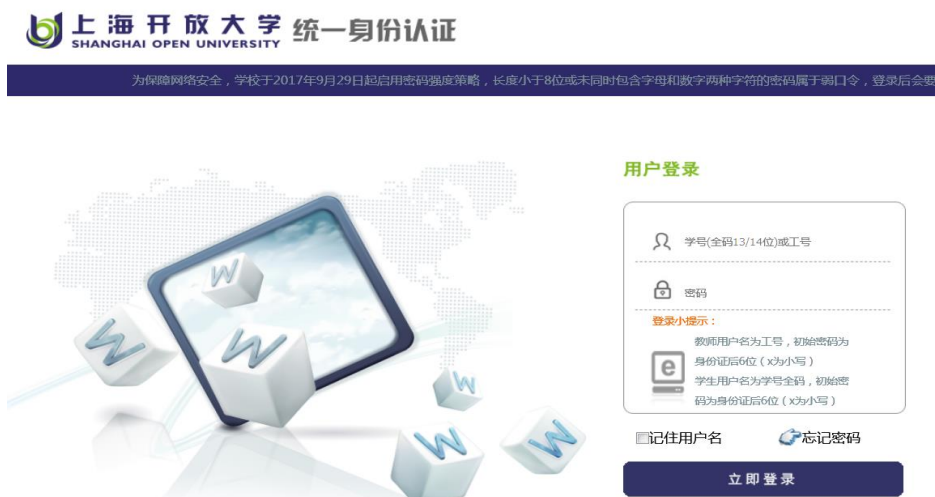 上海开放大学 统一身份认证
SHANGHAI OPEN UNIVERSITY
为保障网络安全，学校于2017年9月29日起启用密码强度策略，长度小于8位或未同时包含字母和数字两种字符的密码属于弱口令，登录后会要
用户登录
学号(全码13/14位)或工号
密码
登录小提示：
教师用户名为工号，初始密码为
身份证后6位（x为小写）
学生用户名为学号全码，初始密
码为身份证后6位（x为小写）
e
W
W
W
W
W
W
记住用户名
忘记密码
立即登录